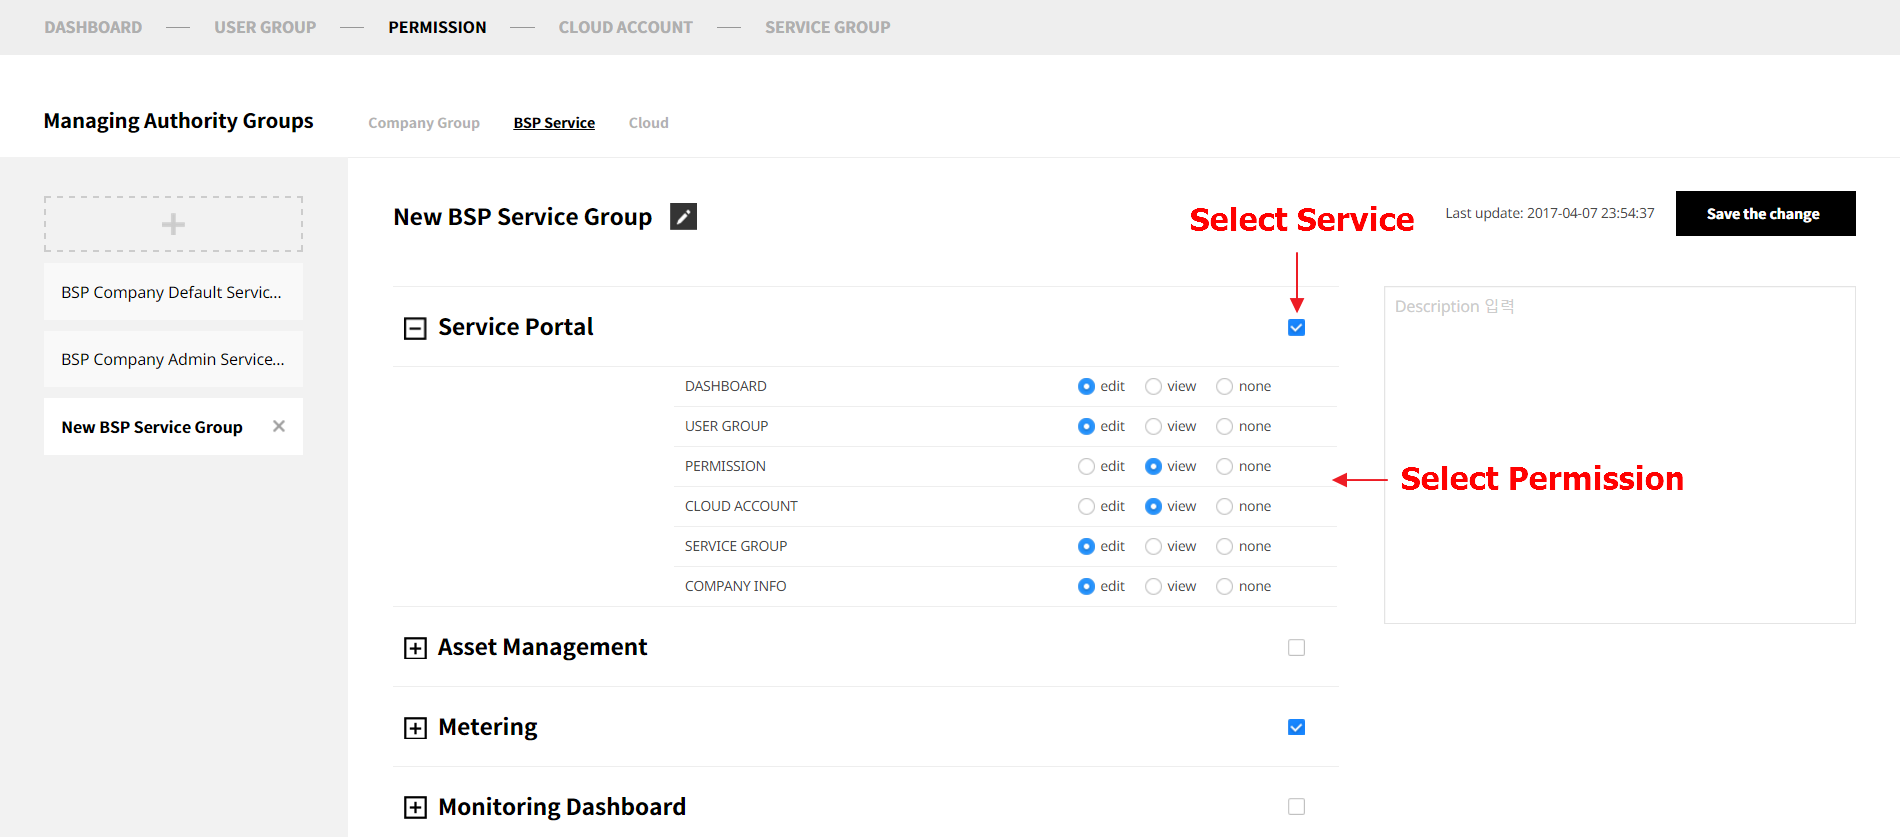 DASHBOARD — USER GROUP — PERMISSION — CLOUD ACCOUNT — SERVICE GROUP
Managing Authority Groups Company Group BSP Service Cloud
BSP Company Default Servic...
BSP Company Admin Service...
New BSP Service Group
New BSP Service Group
Select Service
Last update: 2017-04-07 23:54:37
Save the change
Service Portal
DASHBOARD edit view none
USER GROUP edit view none
PERMISSION edit view none
CLOUD ACCOUNT edit view none
SERVICE GROUP edit view none
COMPANY INFO edit view none
Asset Management
Metering
Monitoring Dashboard
Description 입력
Select Permission